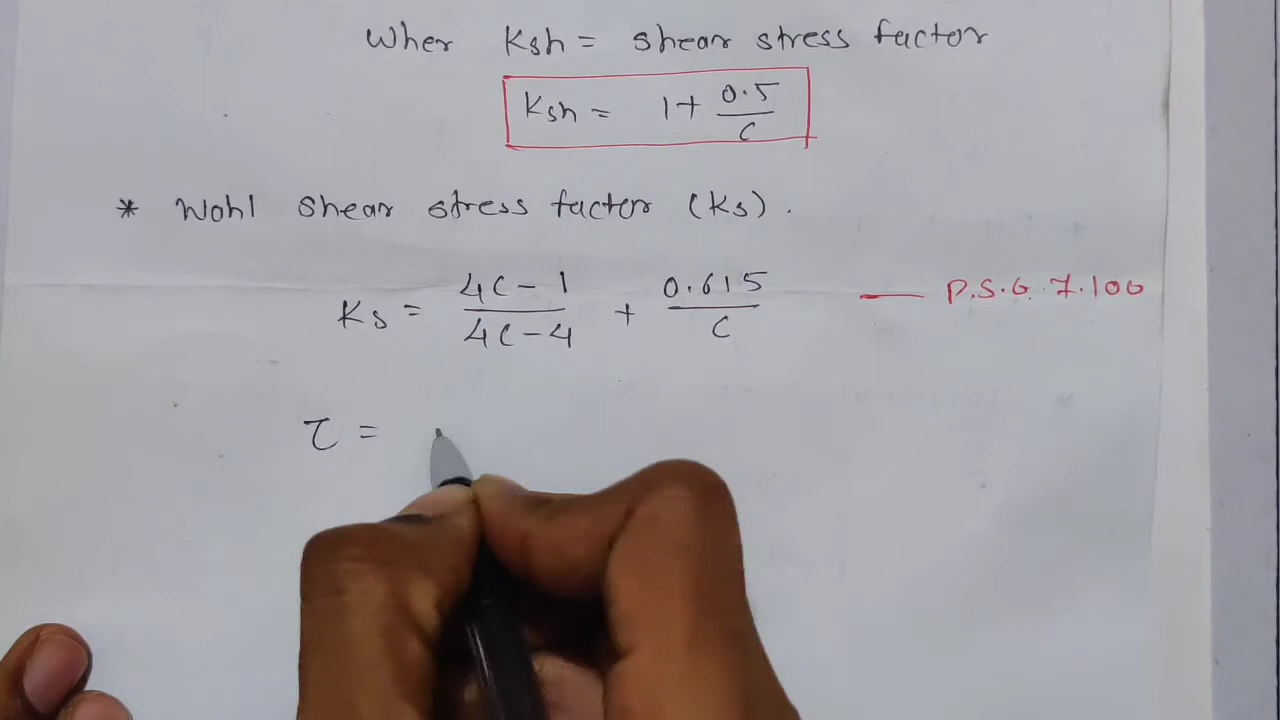 Wher Ksh = shear stress factor
Ksh = 1 + 0.5/C
* Wohl shear stress factor (Ks).
Ks = 4C-1/4C-4 + 0.615/C — P.S.G. 7.100
τ =